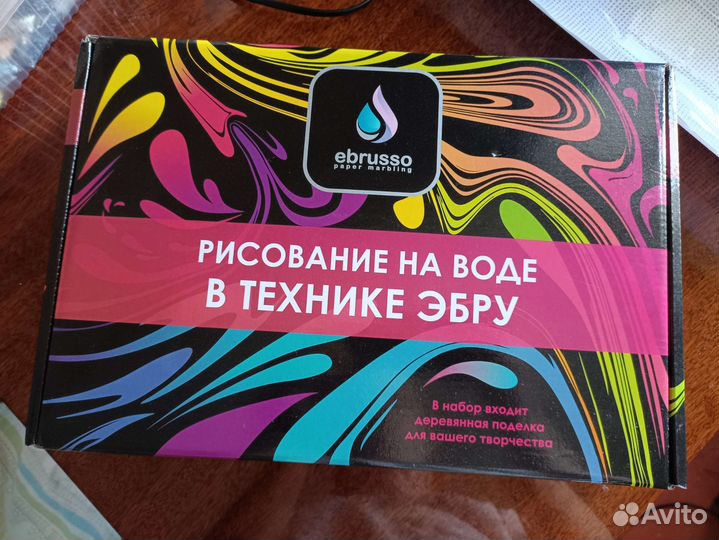 ebrusso
paper marbling
РИСОВАНИЕ НА ВОДЕ
В ТЕХНИКЕ ЭБРУ
В набор входит
деревянная поделка
для вашего творчества
Avito